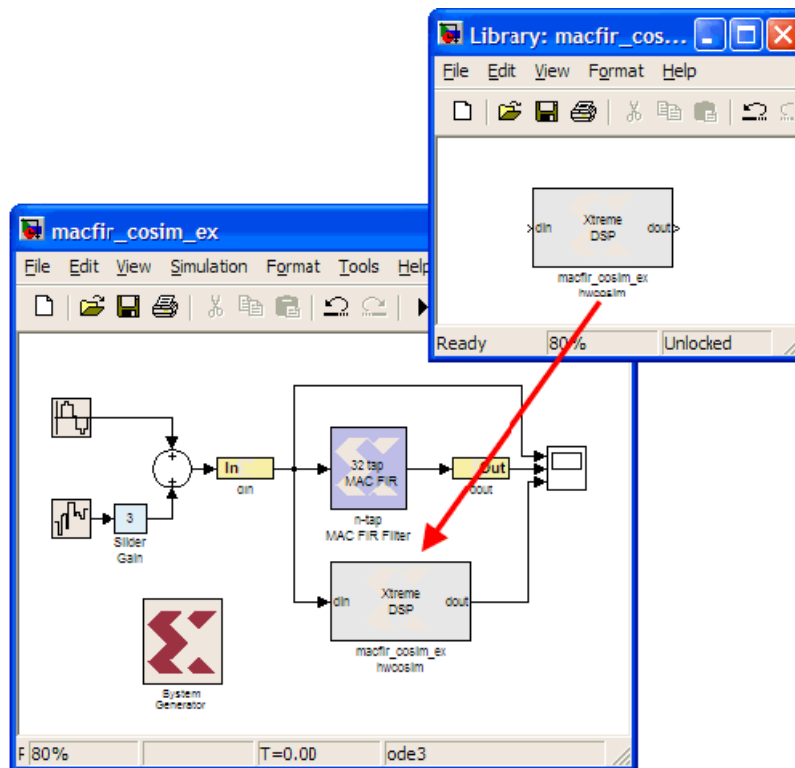 Library: macfir_cos...
File Edit View Format Help
din Xtreme DSP dout
macfir_cosim_ex
hwcosim
Ready 80% Unlocked
macfir_cosim_ex
File Edit View Simulation Format Tools Help
In
din
32 tap
MAC FIR
n-tap
MAC FIR Filter
Out
dout
3
Slider
Gain
din Xtreme DSP dout
macfir_cosim_ex
hwcosim
System
Generator
F 80% T=0.00 ode3